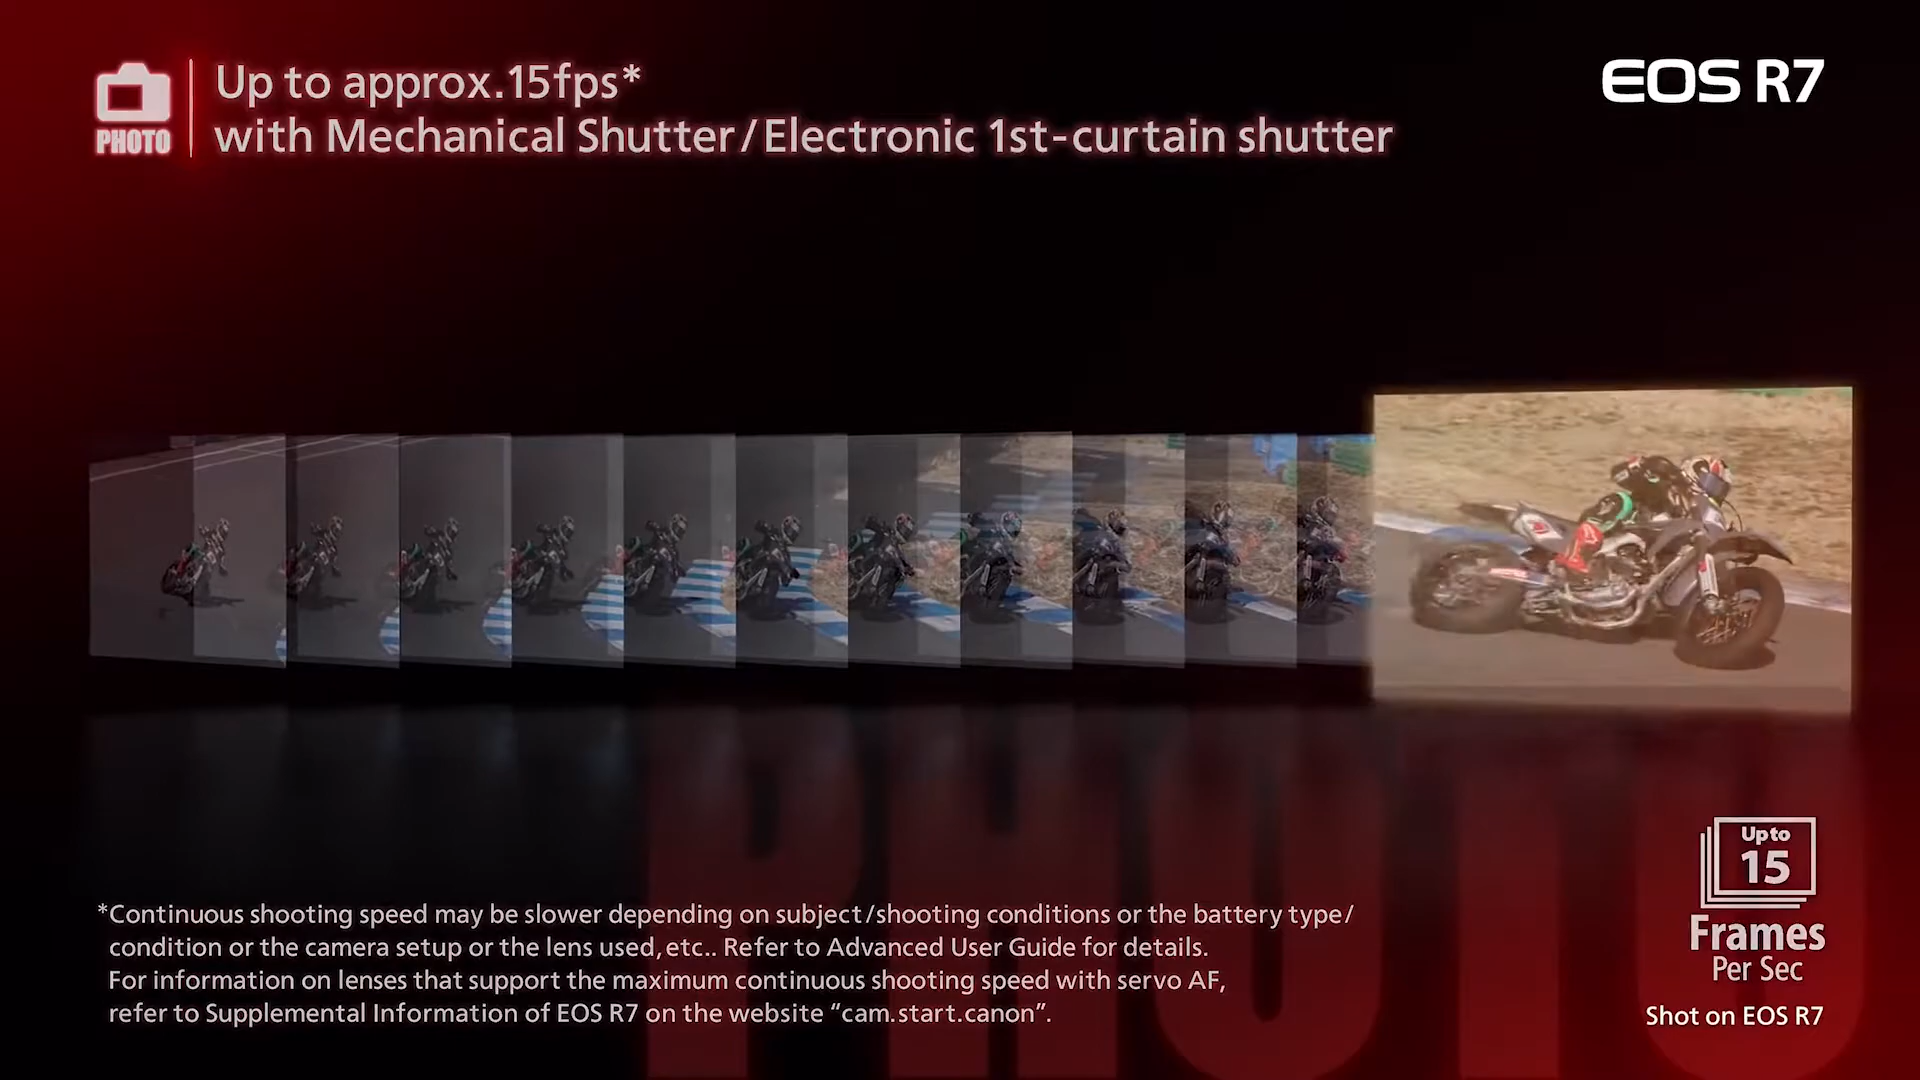 PHOTO
Up to approx.15fps*
with Mechanical Shutter/Electronic 1st-curtain shutter
EOS R7
PHOTO
Up to
15
Frames
Per Sec
*Continuous shooting speed may be slower depending on subject/shooting conditions or the battery type/
condition or the camera setup or the lens used, etc.. Refer to Advanced User Guide for details.
For information on lenses that support the maximum continuous shooting speed with servo AF,
refer to Supplemental Information of EOS R7 on the website “cam.start.canon”.
Shot on EOS R7